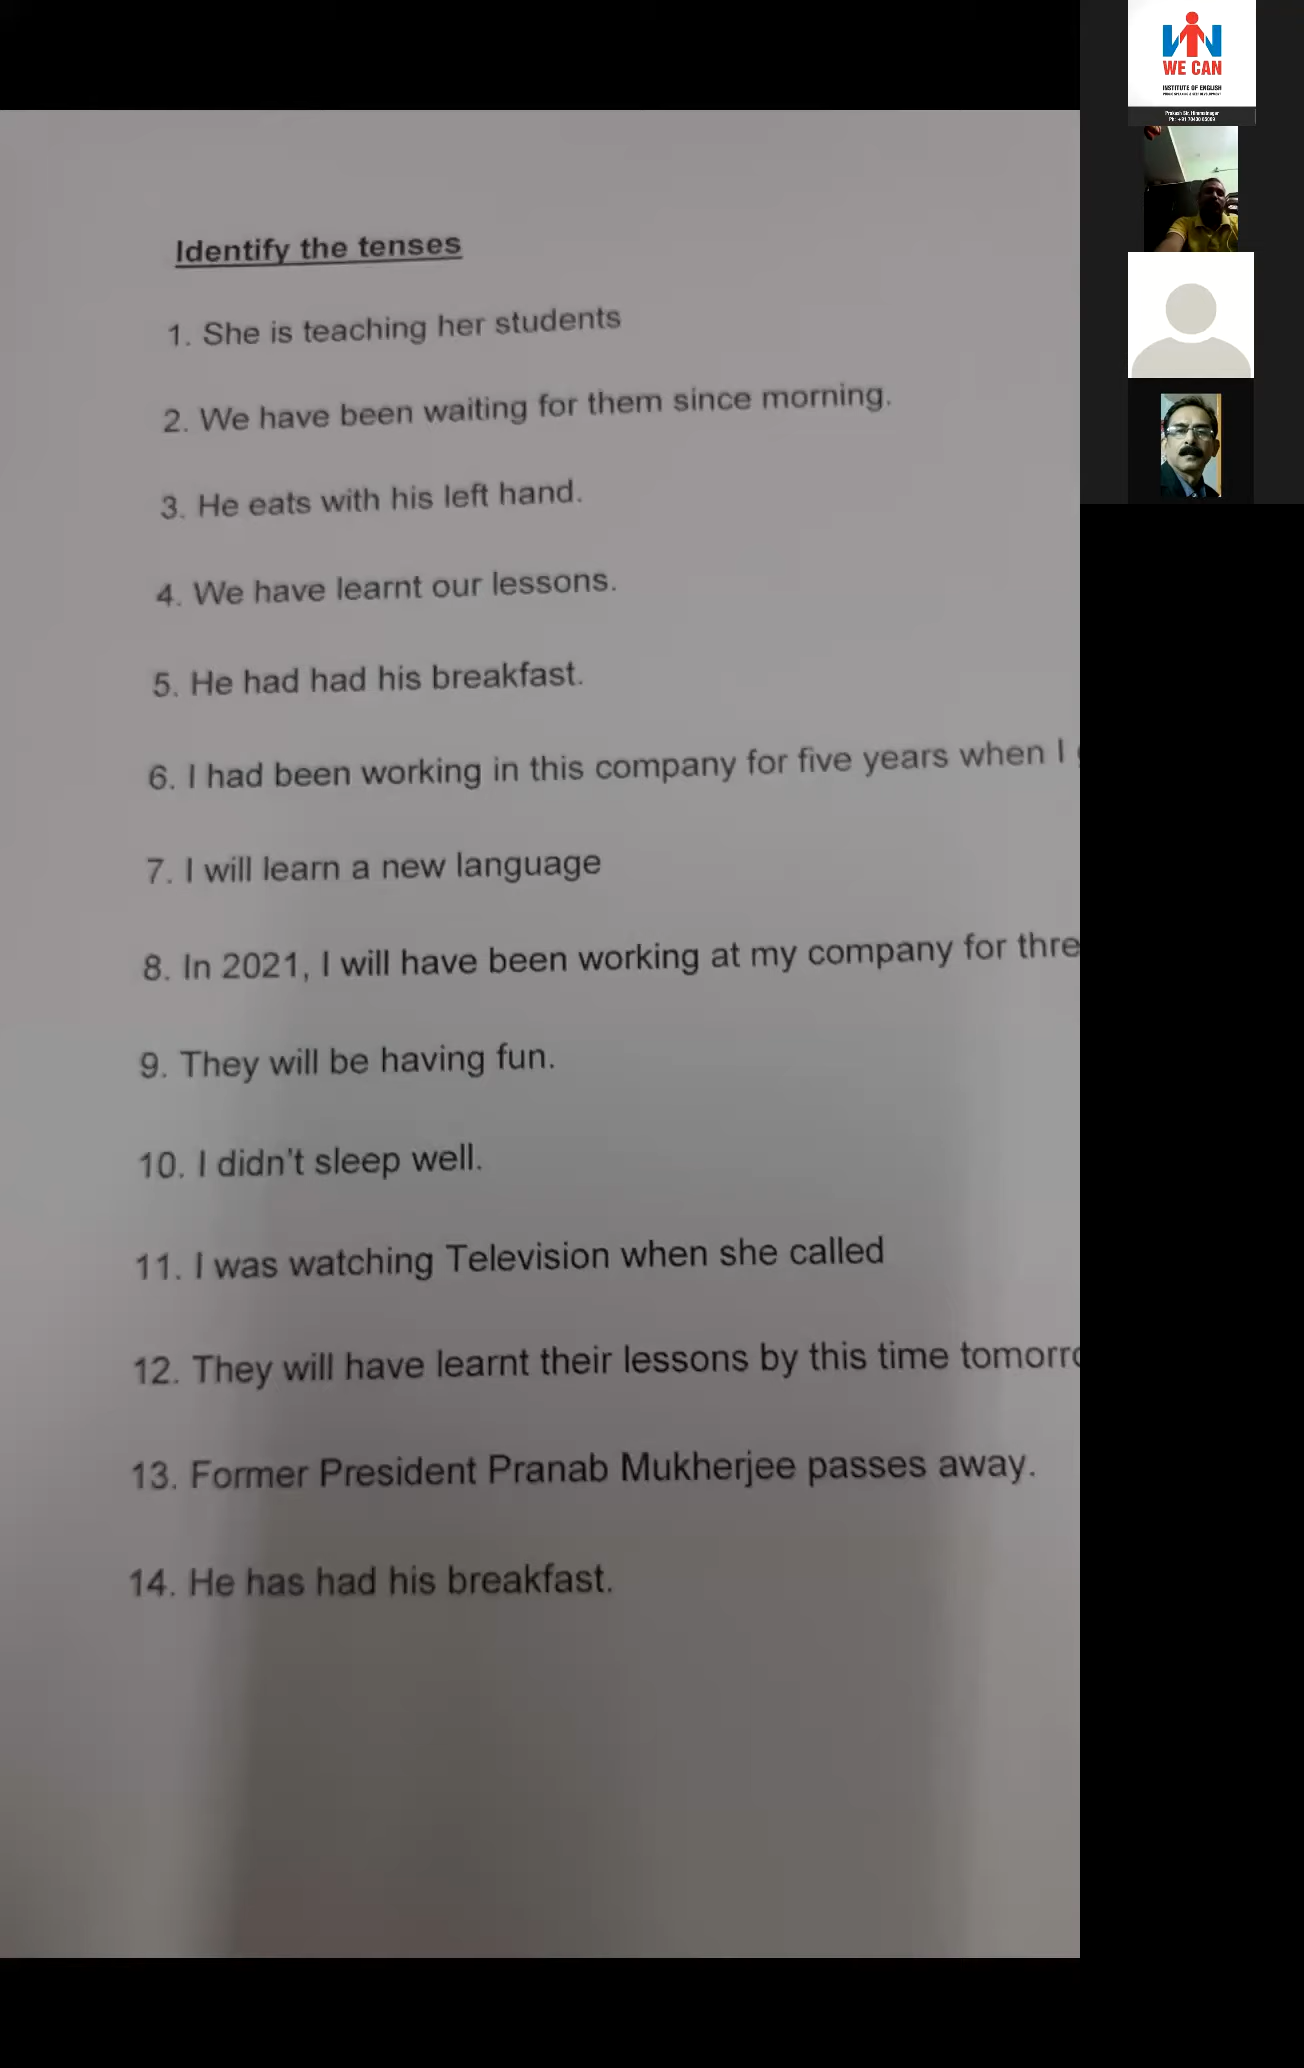 Identify the tenses
1. She is teaching her students
2. We have been waiting for them since morning.
3. He eats with his left hand.
4. We have learnt our lessons.
5. He had had his breakfast.
6. I had been working in this company for five years when I
7. I will learn a new language
8. In 2021, I will have been working at my company for thre
9. They will be having fun.
10. I didn't sleep well.
11. I was watching Television when she called
12. They will have learnt their lessons by this time tomorro
13. Former President Pranab Mukherjee passes away.
14. He has had his breakfast.
WE CAN
INSTITUTE OF ENGLISH
Prakash Sir, Himmatnagar